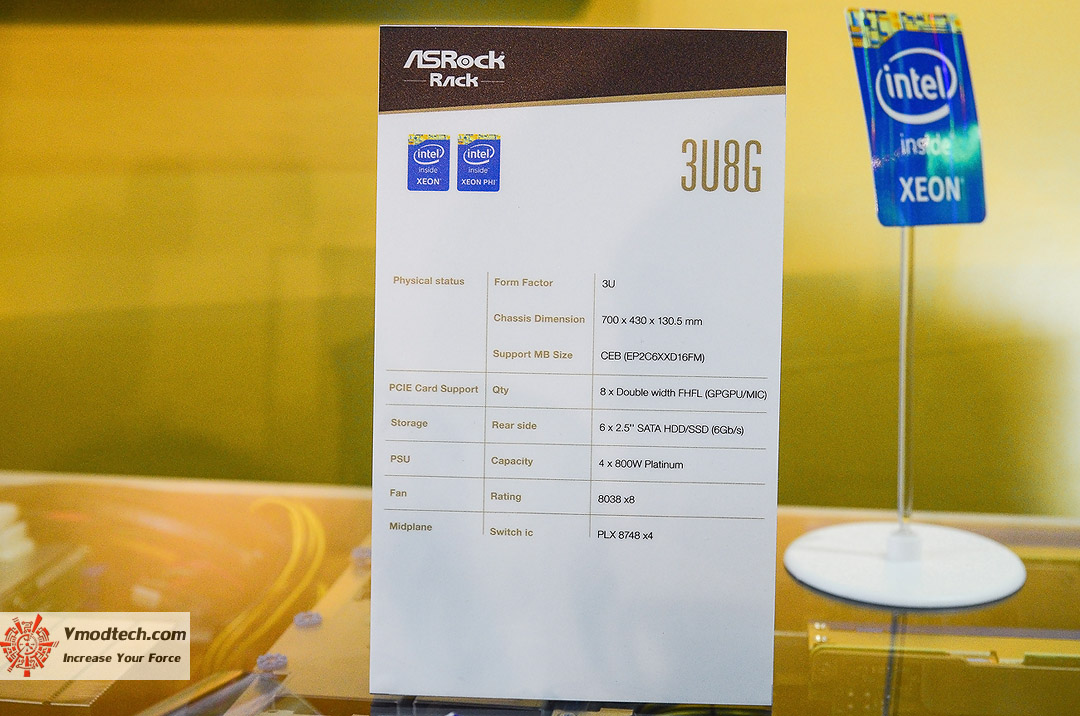 ASRock
Rack
intel inside XEON
intel inside XEON PHI
3U8G
Physical status Form Factor 3U
Chassis Dimension 700 x 430 x 130.5 mm
Support MB Size CEB (EP2C6XXD16FM)
PCIE Card Support Qty 8 x Double width FHFL (GPGPU/MIC)
Storage Rear side 6 x 2.5" SATA HDD/SSD (6Gb/s)
PSU Capacity 4 x 800W Platinum
Fan Rating 8038 x8
Midplane Switch ic PLX 8748 x4
intel
inside
XEON
Vmodtech.com
Increase Your Force